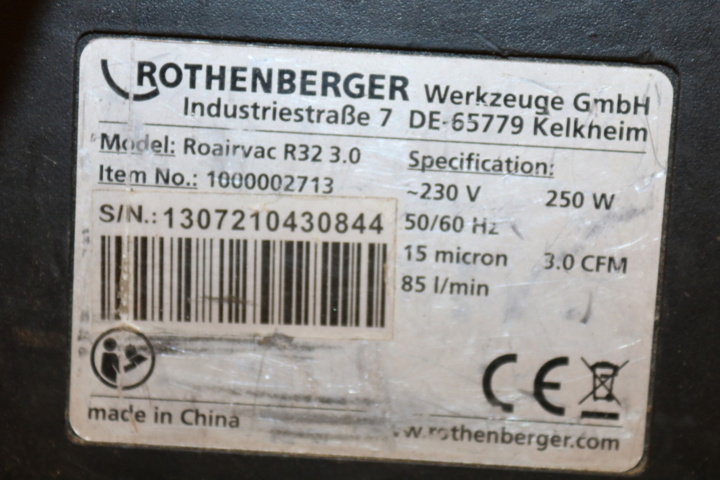 ROTHENBERGER Werkzeuge GmbH
Industriestraße 7 DE-65779 Kelkheim
Model: Roairvac R32 3.0
Item No.: 1000002713
S/N.: 1307210430844
Specification:
~230 V 250 W
50/60 Hz
15 micron 3.0 CFM
85 l/min
CE
made in China
www.rothenberger.com